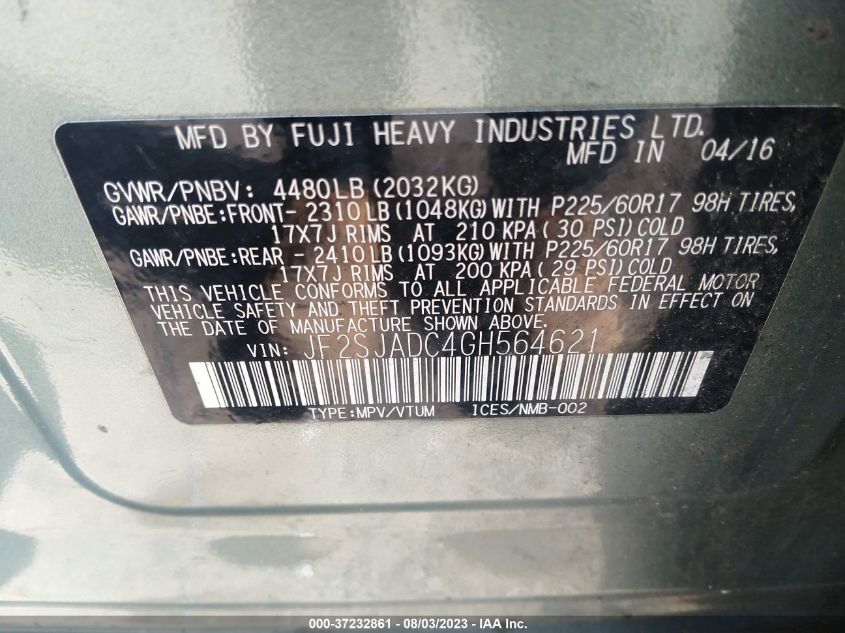 MFD BY FUJI HEAVY INDUSTRIES LTD.
MFD IN 04/16
GVWR/PNBV: 4480LB(2032KG)
GAWR/PNBE:FRONT- 2310LB(1048KG)WITH P225/60R17 98H TIRES,
17X7J RIMS AT 210 KPA( 30 PSI)COLD
GAWR/PNBE:REAR - 2410LB(1093KG)WITH P225/60R17 98H TIRES,
17X7J RIMS AT 200 KPA( 29 PSI)COLD
THIS VEHICLE CONFORMS TO ALL APPLICABLE FEDERAL MOTOR
VEHICLE SAFETY AND THEFT PREVENTION STANDARDS IN EFFECT ON
THE DATE OF MANUFACTURE SHOWN ABOVE.
VIN: JF2SJADC4GH564621
TYPE:MPV/VTUM ICES/NMB-002
000-37232861 - 08/03/2023 - IAA Inc.